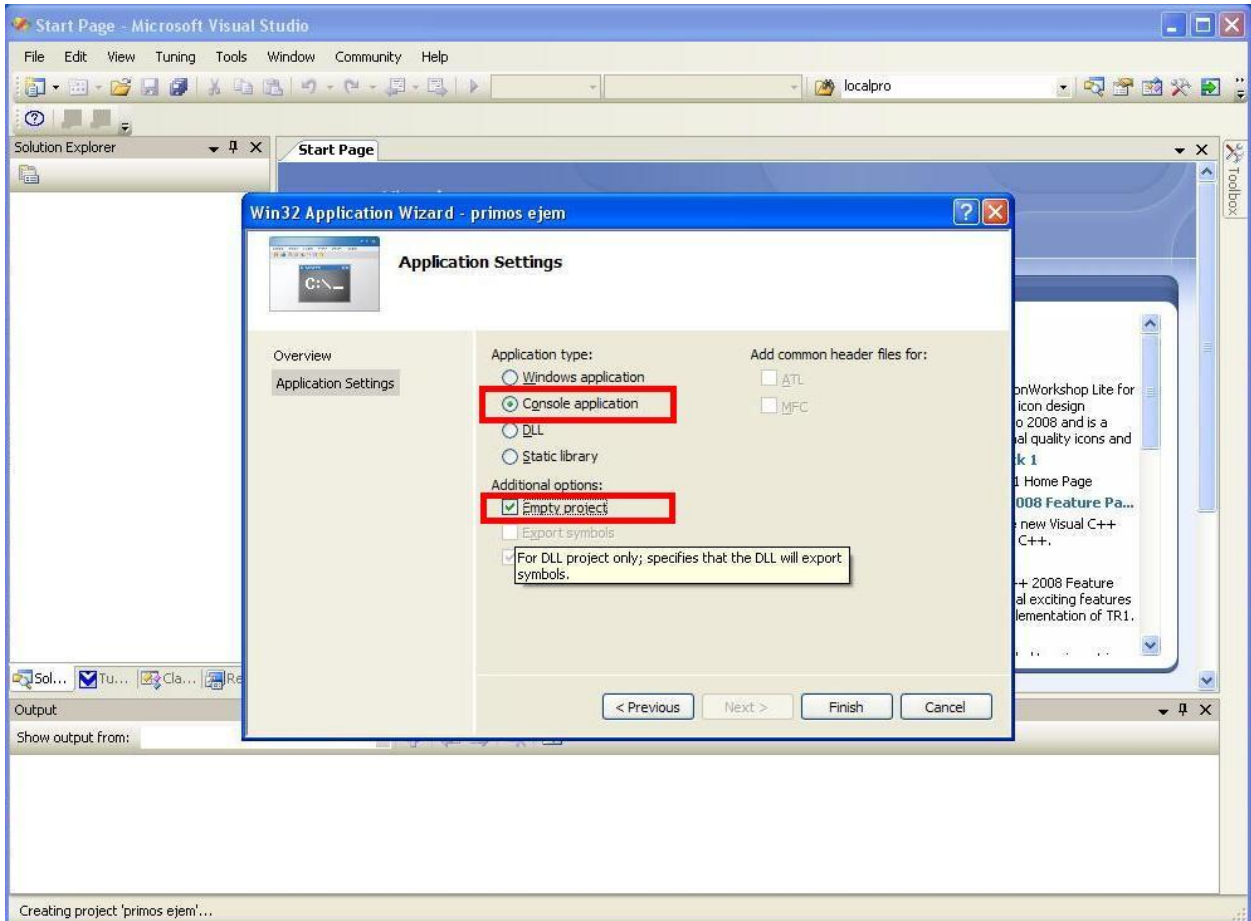 Start Page - Microsoft Visual Studio
File Edit View Tuning Tools Window Community Help
localpro
Solution Explorer
Start Page
Toolbox
Win32 Application Wizard - primos ejem
C:\_
Application Settings
Overview
Application Settings
Application type:
Windows application
Console application
DLL
Static library
Add common header files for:
ATL
MFC
Additional options:
Empty project
Export symbols
For DLL project only; specifies that the DLL will export
symbols.
onWorkshop Lite for
icon design
o 2008 and is a
al quality icons and
k 1
1 Home Page
008 Feature Pa...
new Visual C++
C++.
++ 2008 Feature
al exciting features
lementation of TR1.
< Previous Next > Finish Cancel
Sol... Tu... Cla... Re
Output
Show output from:
Creating project 'primos ejem'...